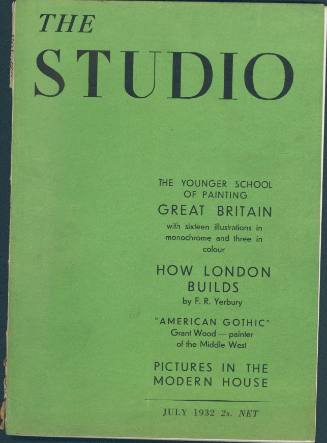 THE
STUDIO
THE YOUNGER SCHOOL
OF PAINTING
GREAT BRITAIN
with sixteen illustrations in
monochrome and three in
colour
HOW LONDON
BUILDS
by F. R. Yerbury
"AMERICAN GOTHIC"
Grant Wood — painter
of the Middle West
PICTURES IN THE
MODERN HOUSE
JULY 1932 2s. NET